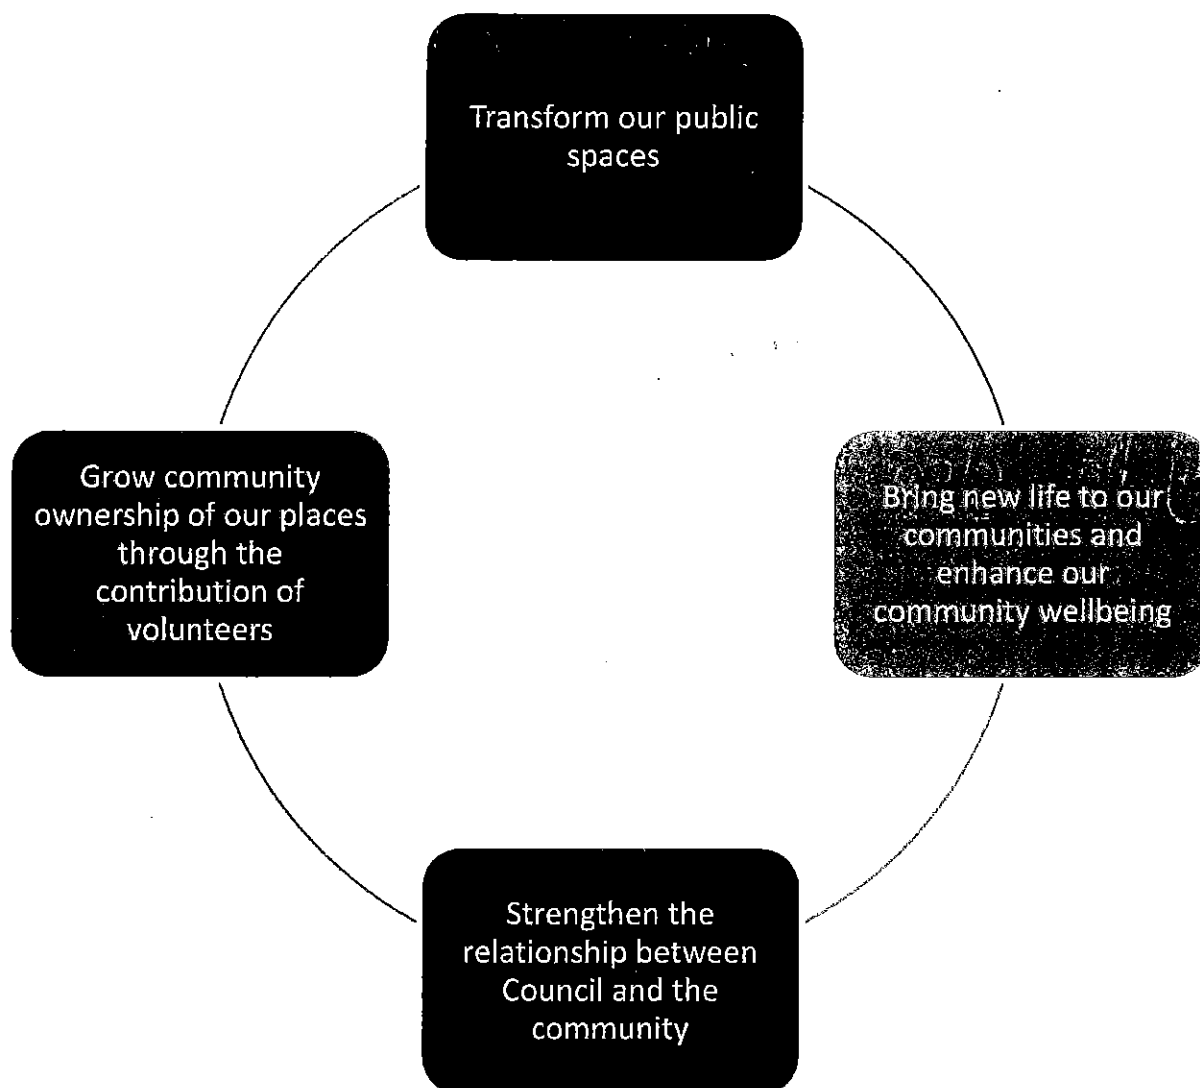 Transform our public
spaces
Bring new life to our
communities and
enhance our
community wellbeing
Strengthen the
relationship between
Council and the
community
Grow community
ownership of our places
through the
contribution of
volunteers